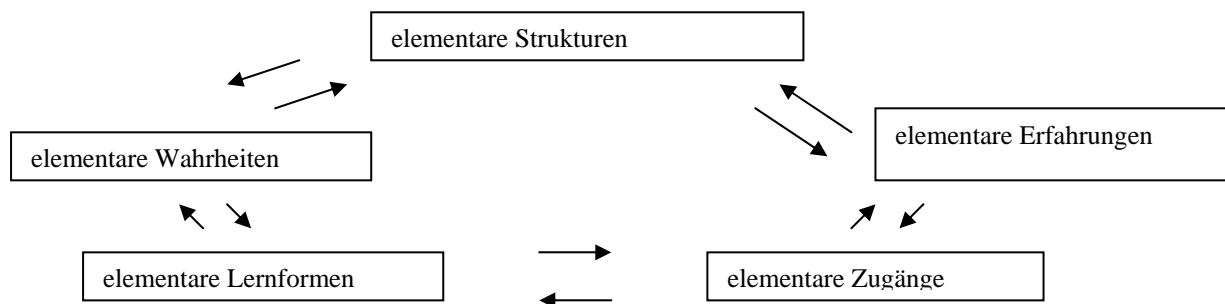 elementare Strukturen
elementare Erfahrungen
elementare Wahrheiten
elementare Lernformen
elementare Zugänge